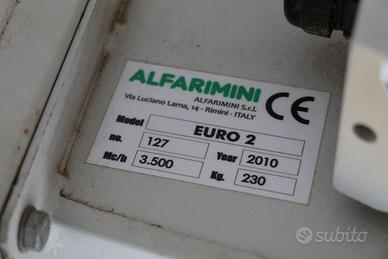 ALFARIMINI
ALFARIMINI S.r.l.
Via Luciano Lama, 14 - Rimini - ITALY
CE
Model EURO 2
no. 127 Year 2010
Mc/h 3.500 Kg. 230
subito